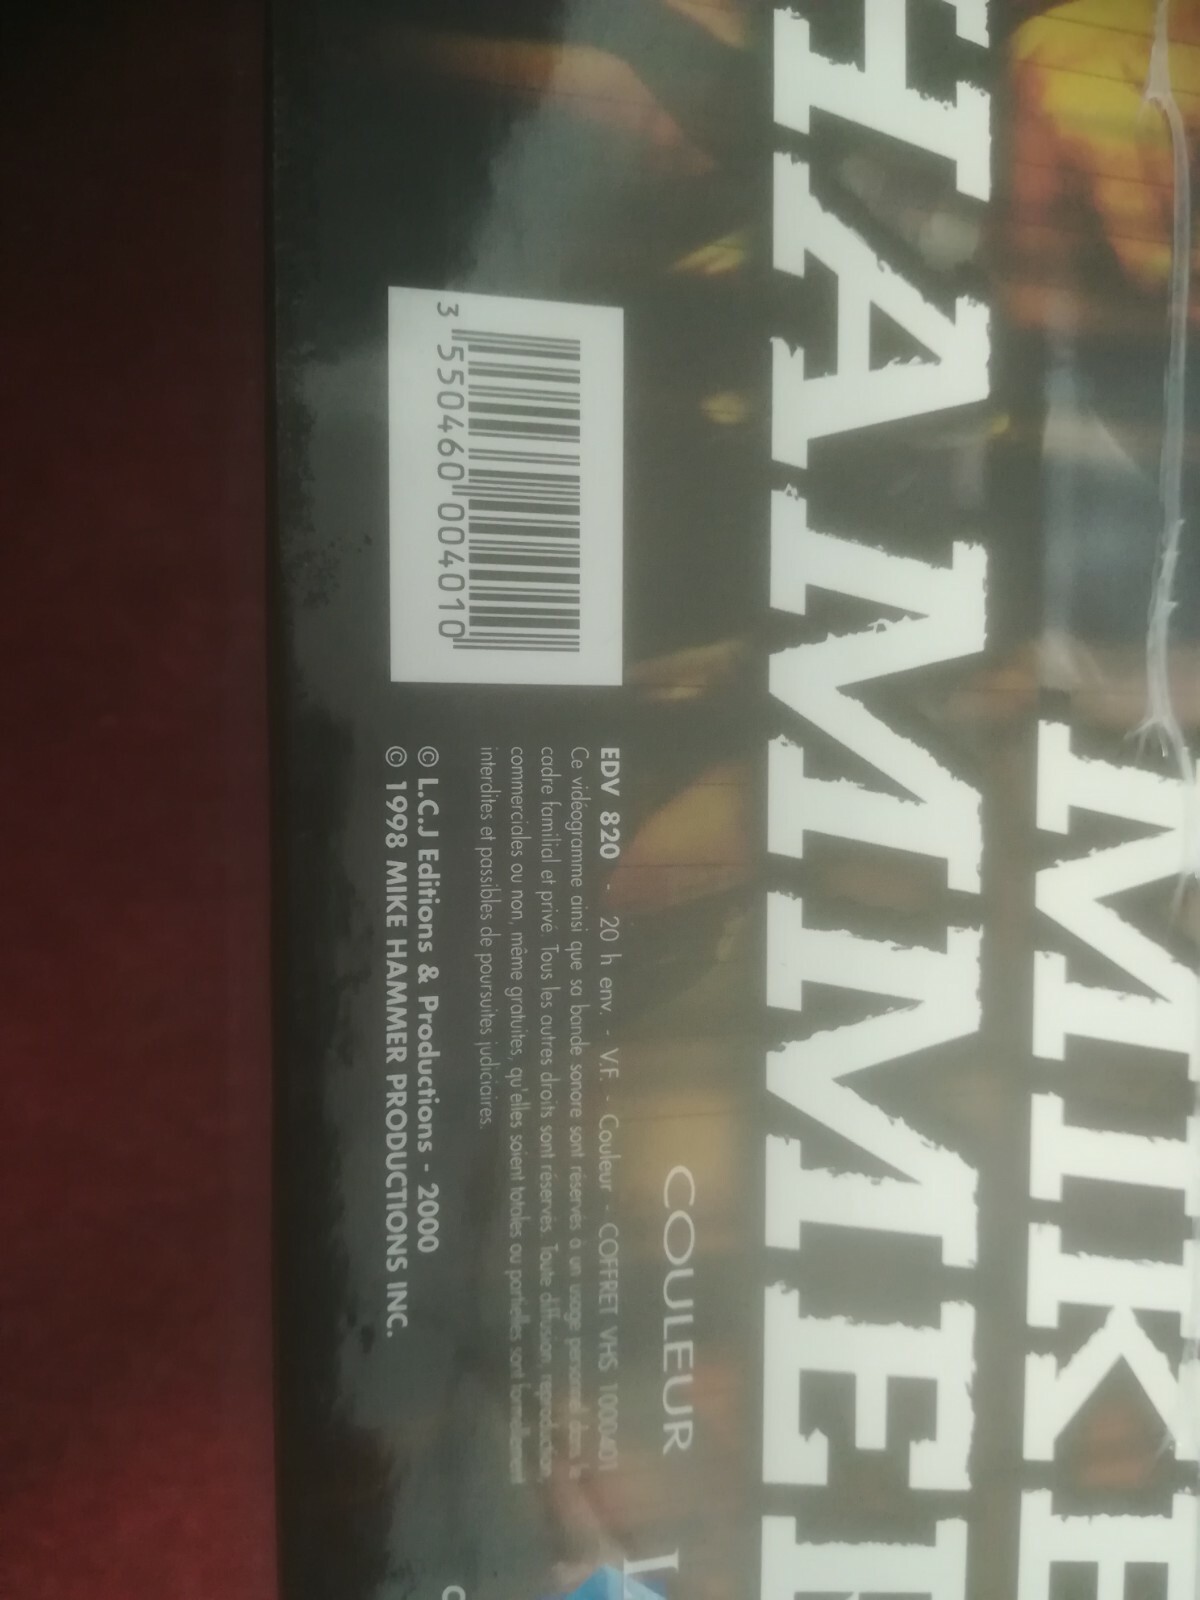 MIKE
HAMMER
COULEUR
EDV 820 - 20 h env. - V.F. - Couleur - COFFRET VHS 1000401
Ce vidéogramme ainsi que sa bande sonore sont réservés à un usage personnel dans le
cadre familial et privé. Tous les autres droits sont réservés. Toute diffusion, reproduction,
commerciales ou non, même gratuites, qu'elles soient totales ou partielles sont formellement
interdites et passibles de poursuites judiciaires.
© L.C.J Editions & Productions - 2000
© 1998 MIKE HAMMER PRODUCTIONS INC.
3 550460 004010